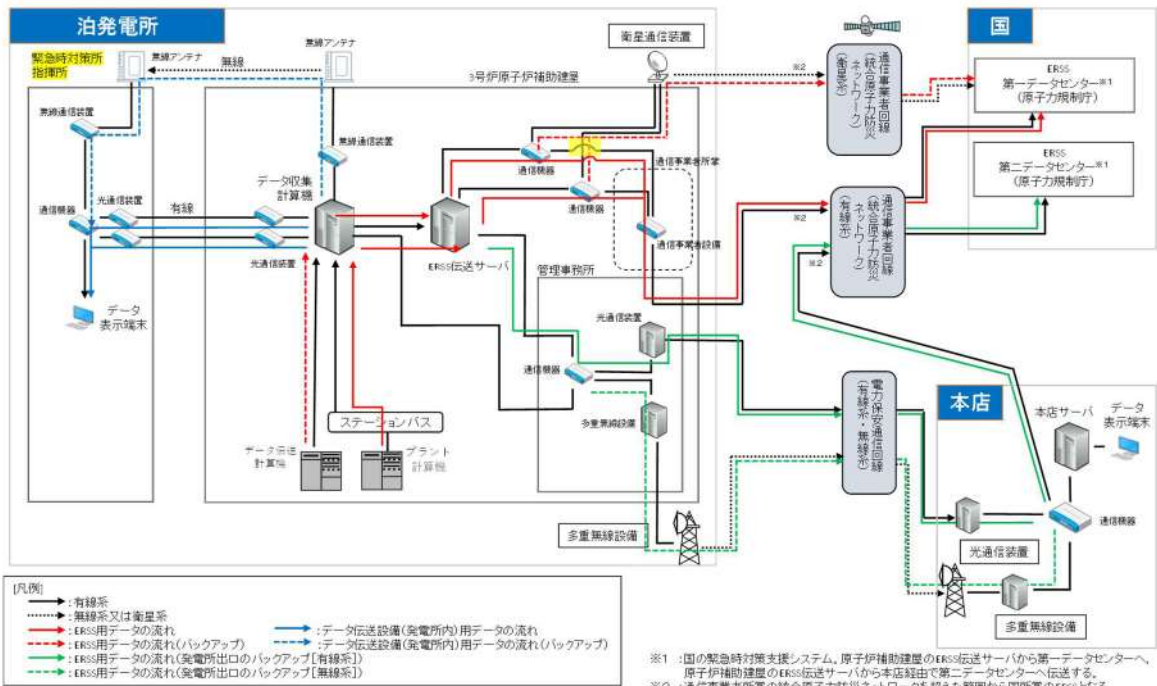 泊発電所
緊急時対策所
指揮所
無線アンテナ
無線
無線アンテナ
衛星通信装置
3号炉原子炉補助建屋
無線通信装置
無線通信装置
通信機器
光通信装置
有線
データ収集
計算機
光通信装置
ERSS伝送サーバ
通信機器
通信機器
通信事業者所掌
通信事業者設備
データ
表示端末
管理事務所
光通信装置
通信機器
多重無線設備
ステーションバス
データ伝送
計算機
プラント
計算機
多重無線設備
※2
通信事業者回線
(統合原子力防災
ネットワーク)
(衛星系)
※2
通信事業者回線
(統合原子力防災
ネットワーク)
(有線系)
※2
電力保安通信回線
(有線系・無線系)
国
ERSS
第一データセンター※1
(原子力規制庁)
ERSS
第二データセンター※1
(原子力規制庁)
本店
本店サーバ
データ
表示端末
通信機器
光通信装置
多重無線設備
[凡例]
:有線系
:無線系又は衛星系
:ERSS用データの流れ
:データ伝送設備(発電所内)用データの流れ
:ERSS用データの流れ(バックアップ)
:データ伝送設備(発電所内)用データの流れ(バックアップ)
:ERSS用データの流れ(発電所出口のバックアップ[有線系])
:ERSS用データの流れ(発電所出口のバックアップ[無線系])
※1 :国の緊急時対策支援システム。原子炉補助建屋のERSS伝送サーバから第一データセンターへ、
原子炉補助建屋のERSS伝送サーバから本店経由で第二データセンターへ伝送する。